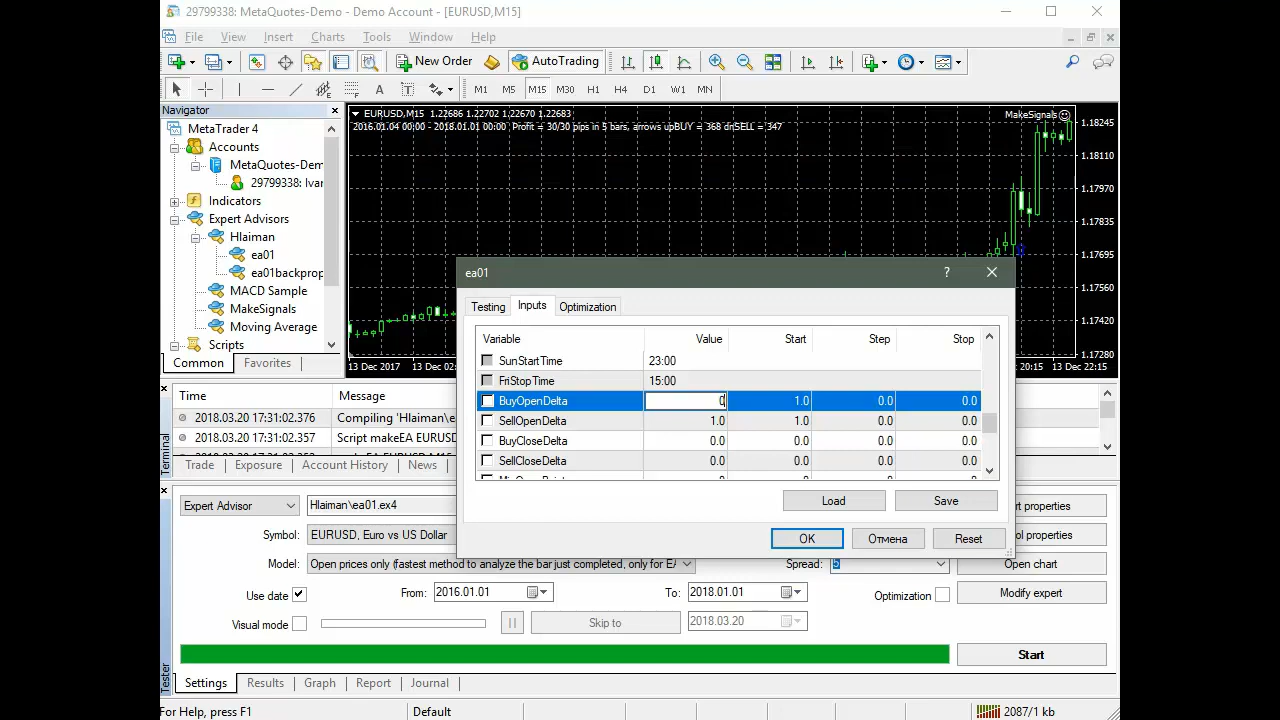 29799338: MetaQuotes-Demo - Demo Account - [EURUSD,M15]
File View Insert Charts Tools Window Help
New Order AutoTrading
A T M1 M5 M15 M30 H1 H4 D1 W1 MN
Navigator
MetaTrader 4
Accounts
MetaQuotes-Dem
29799338: Ivar
Indicators
Expert Advisors
Hlaiman
ea01
ea01backprop
MACD Sample
MakeSignals
Moving Average
Scripts
Common Favorites
EURUSD,M15 1.22686 1.22702 1.22670 1.22683
MakeSignals
2016.01.04 00:00 - 2018.01.01 00:00 Profit = 30/30 pips in 5 bars, arrows upBUY = 368 dnSELL = 347
1.18245
1.18110
1.17970
1.17835
1.17695
1.17560
1.17420
1.17280
13 Dec 2017 13 Dec 02: 20:15 13 Dec 22:15
ea01
Testing Inputs Optimization
Variable Value Start Step Stop
SunStartTime 23:00
FriStopTime 15:00
BuyOpenDelta 0 1.0 0.0 0.0
SellOpenDelta 1.0 1.0 0.0 0.0
BuyCloseDelta 0.0 0.0 0.0 0.0
SellCloseDelta 0.0 0.0 0.0 0.0
Load Save
OK Отмена Reset
Time Message
2018.03.20 17:31:02.376 Compiling 'Hlaiman\e
2018.03.20 17:31:02.357 Script makeEA EURUSD
Trade Exposure Account History News
Terminal
Expert Advisor Hlaiman\ea01.ex4 rt properties
Symbol: EURUSD, Euro vs US Dollar ol properties
Model: Open prices only (fastest method to analyze the bar just completed, only for EA Spread: 5 Open chart
Use date From: 2016.01.01 To: 2018.01.01 Optimization Modify expert
Visual mode Skip to 2018.03.20
Start
Tester
Settings Results Graph Report Journal
For Help, press F1 Default 2087/1 kb